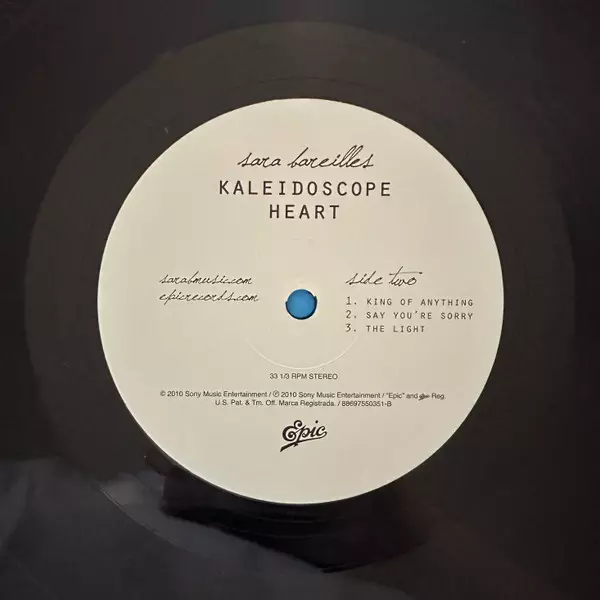 sara bareilles
KALEIDOSCOPE
HEART
sarabmusic.com
epicrecords.com
side two
1. KING OF ANYTHING
2. SAY YOU'RE SORRY
3. THE LIGHT
33 1/3 RPM STEREO
© 2010 Sony Music Entertainment / ℗ 2010 Sony Music Entertainment / "Epic" and Epic Reg.
U.S. Pat. & Tm. Off. Marca Registrada. / 88697550351-B
Epic